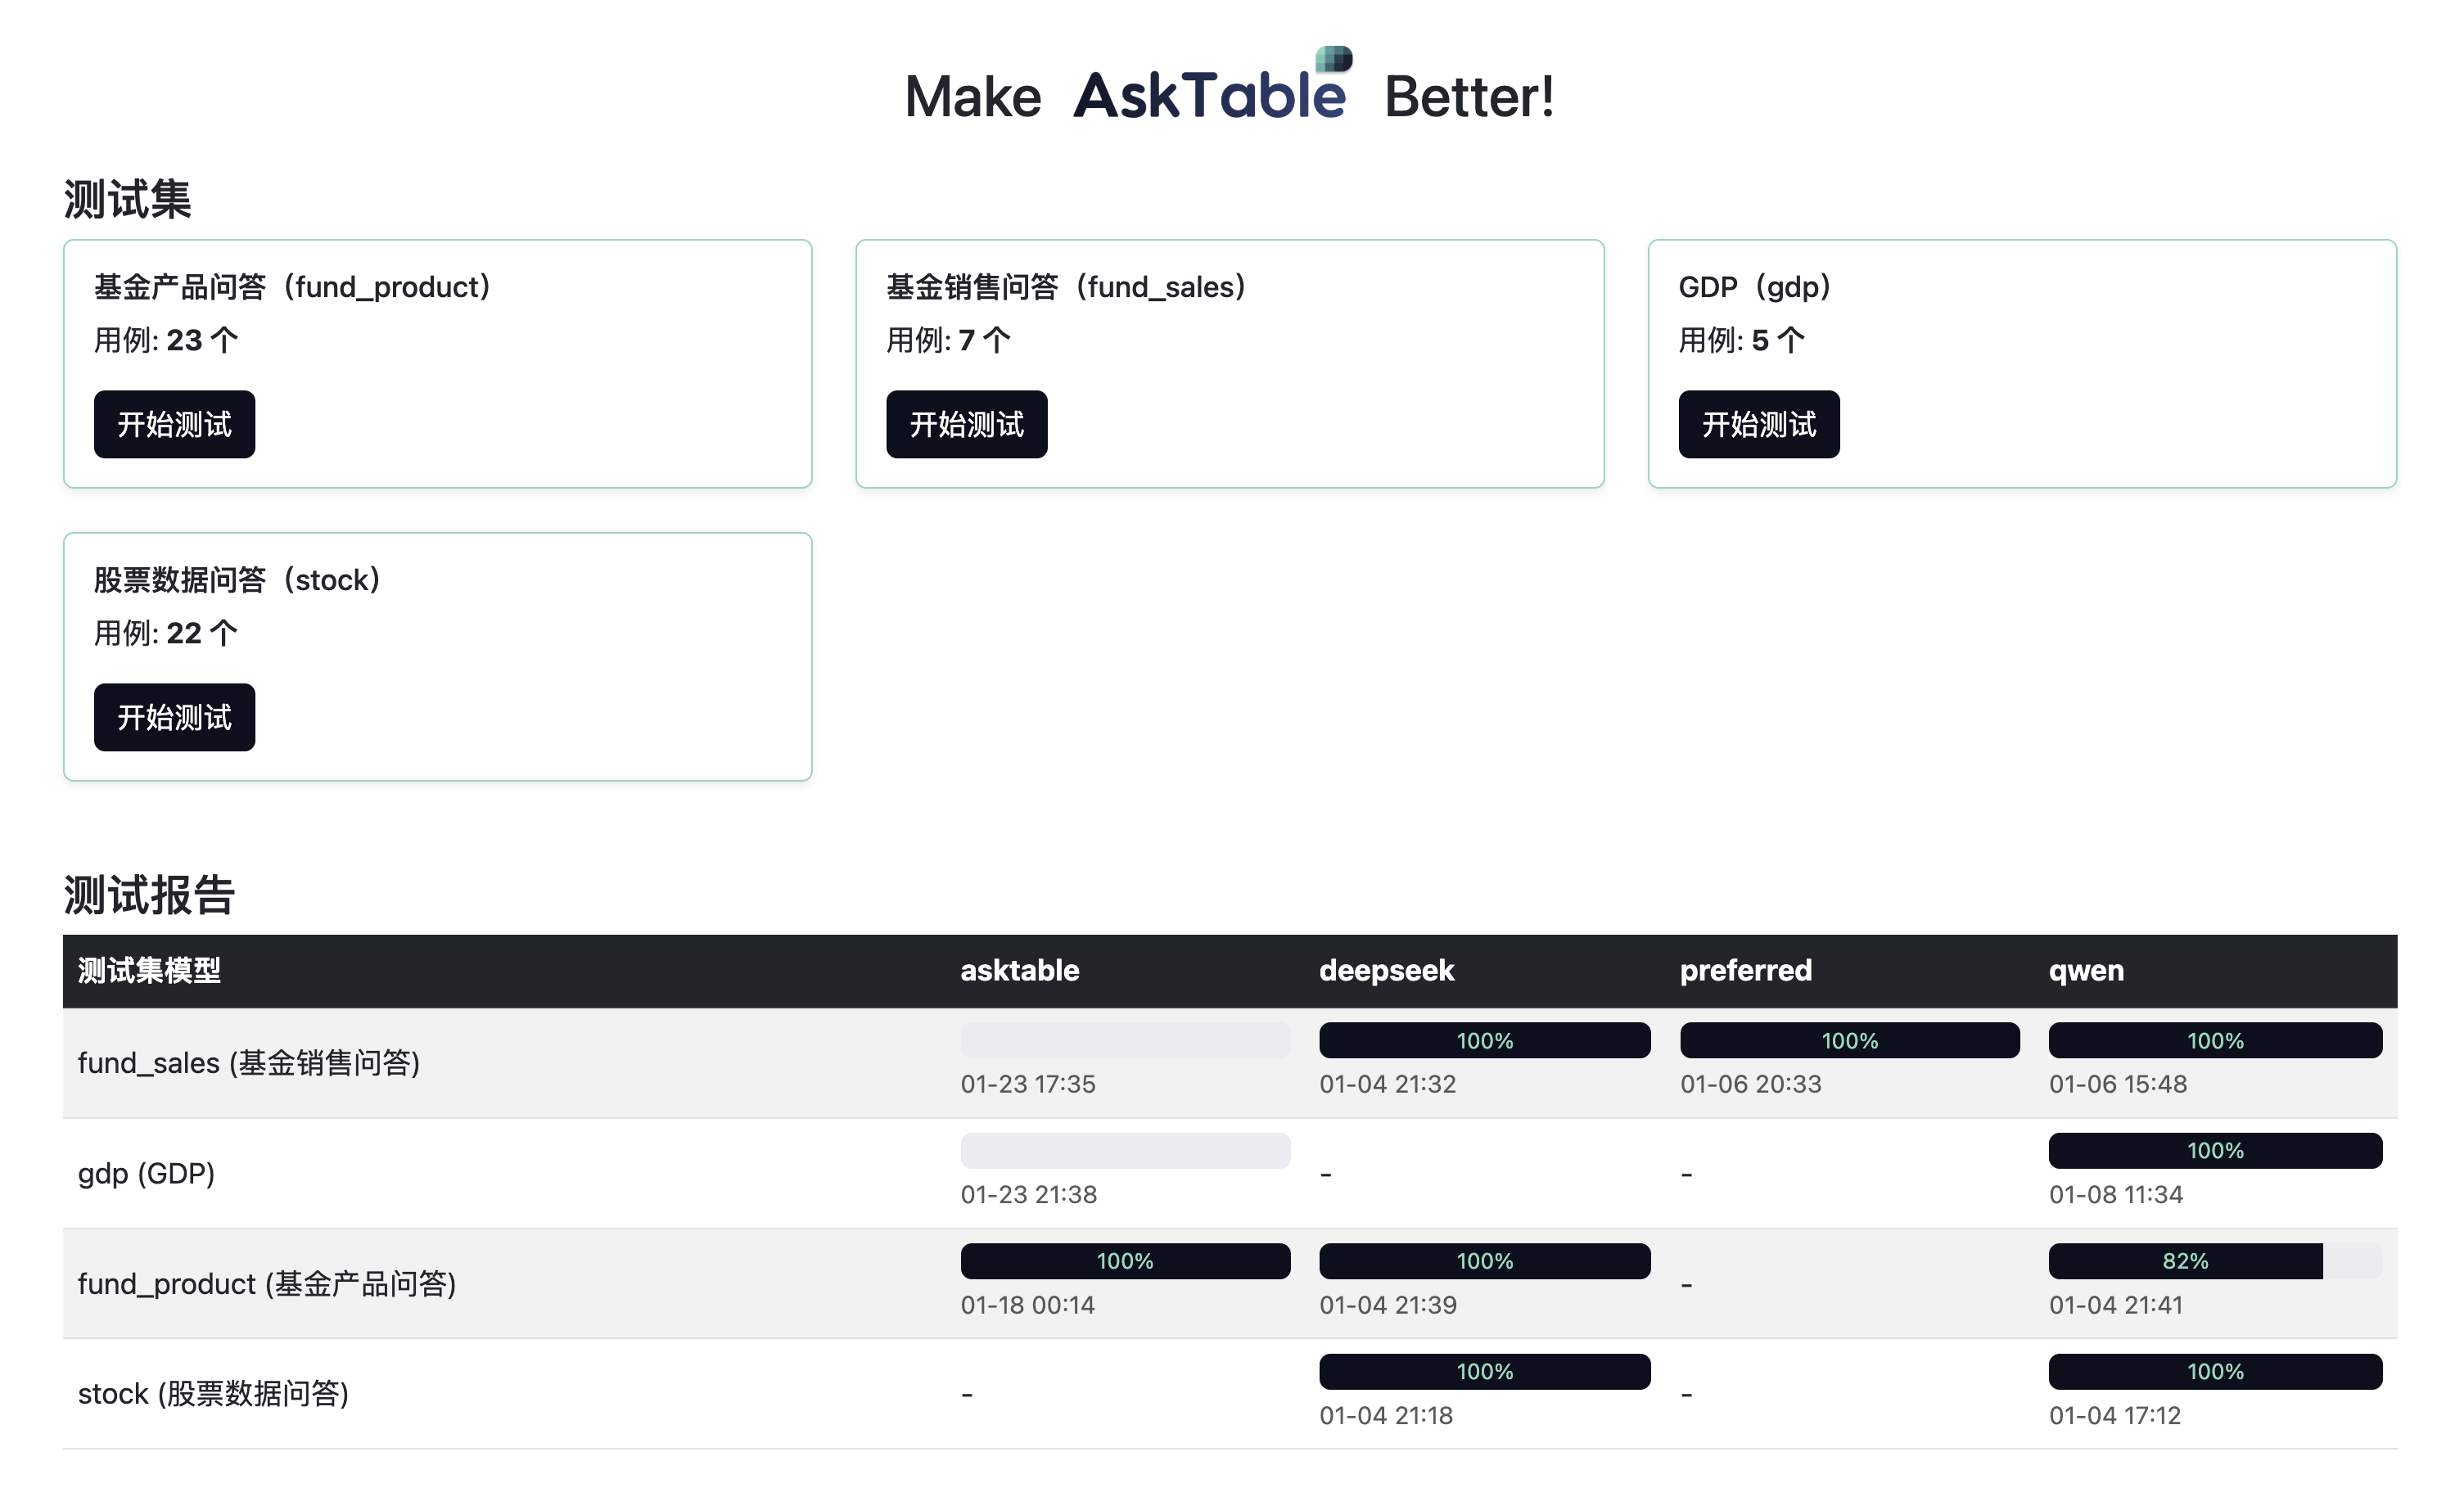 Make AskTable Better!
测试集
基金产品问答（fund_product）
用例: 23 个
开始测试
基金销售问答（fund_sales）
用例: 7 个
开始测试
GDP（gdp）
用例: 5 个
开始测试
股票数据问答（stock）
用例: 22 个
开始测试
测试报告
测试集模型 asktable deepseek preferred qwen
fund_sales (基金销售问答) 100% 100% 100%
01-23 17:35 01-04 21:32 01-06 20:33 01-06 15:48
gdp (GDP) - - 100%
01-23 21:38 01-08 11:34
fund_product (基金产品问答) 100% 100% - 82%
01-18 00:14 01-04 21:39 01-04 21:41
stock (股票数据问答) - 100% - 100%
01-04 21:18 01-04 17:12